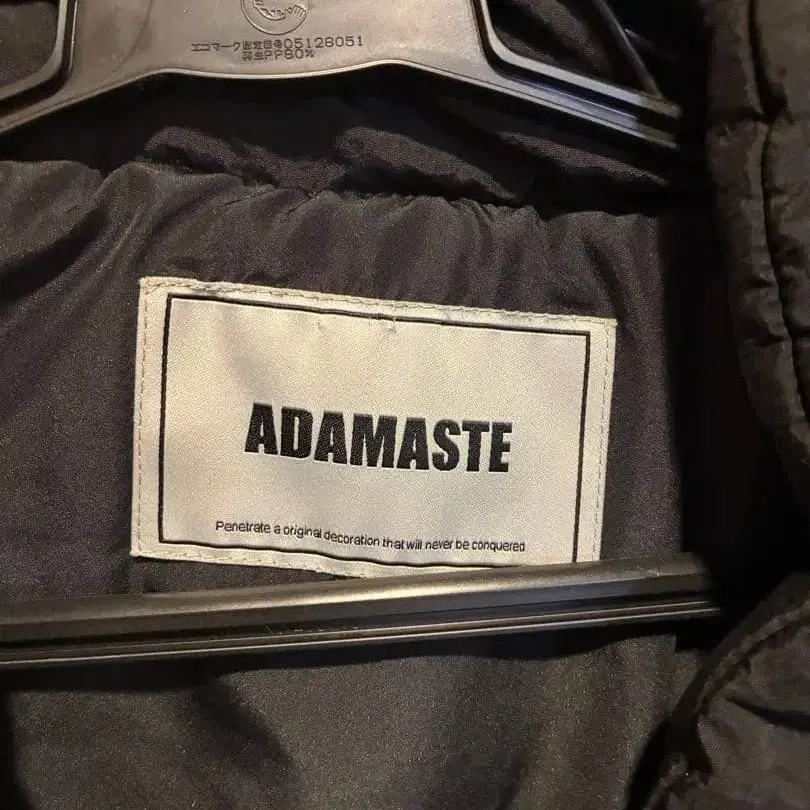 エコマーク認定番号05128051
再生PP80%
ADAMASTE
Penetrate a original decoration that will never be conquered